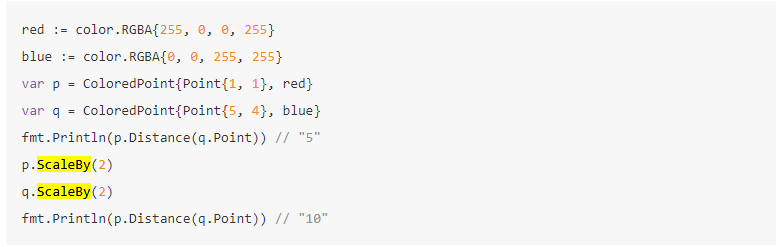 red := color.RGBA{255, 0, 0, 255}
blue := color.RGBA{0, 0, 255, 255}
var p = ColoredPoint{Point{1, 1}, red}
var q = ColoredPoint{Point{5, 4}, blue}
fmt.Println(p.Distance(q.Point)) // "5"
p.ScaleBy(2)
q.ScaleBy(2)
fmt.Println(p.Distance(q.Point)) // "10"